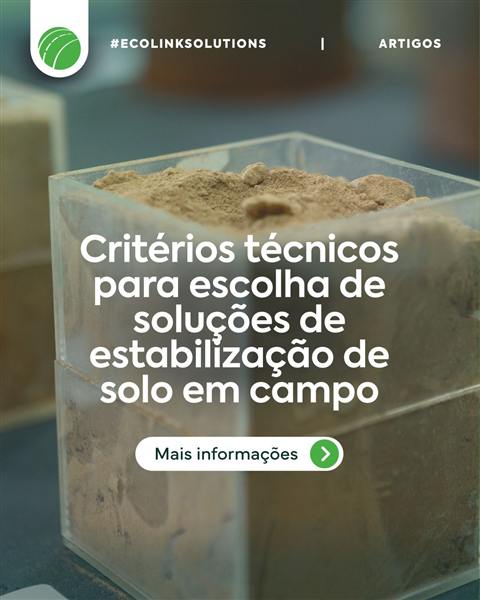 #ECOLINKSOLUTIONS | ARTIGOS
Critérios técnicos
para escolha de
soluções de
estabilização de
solo em campo
Mais informações